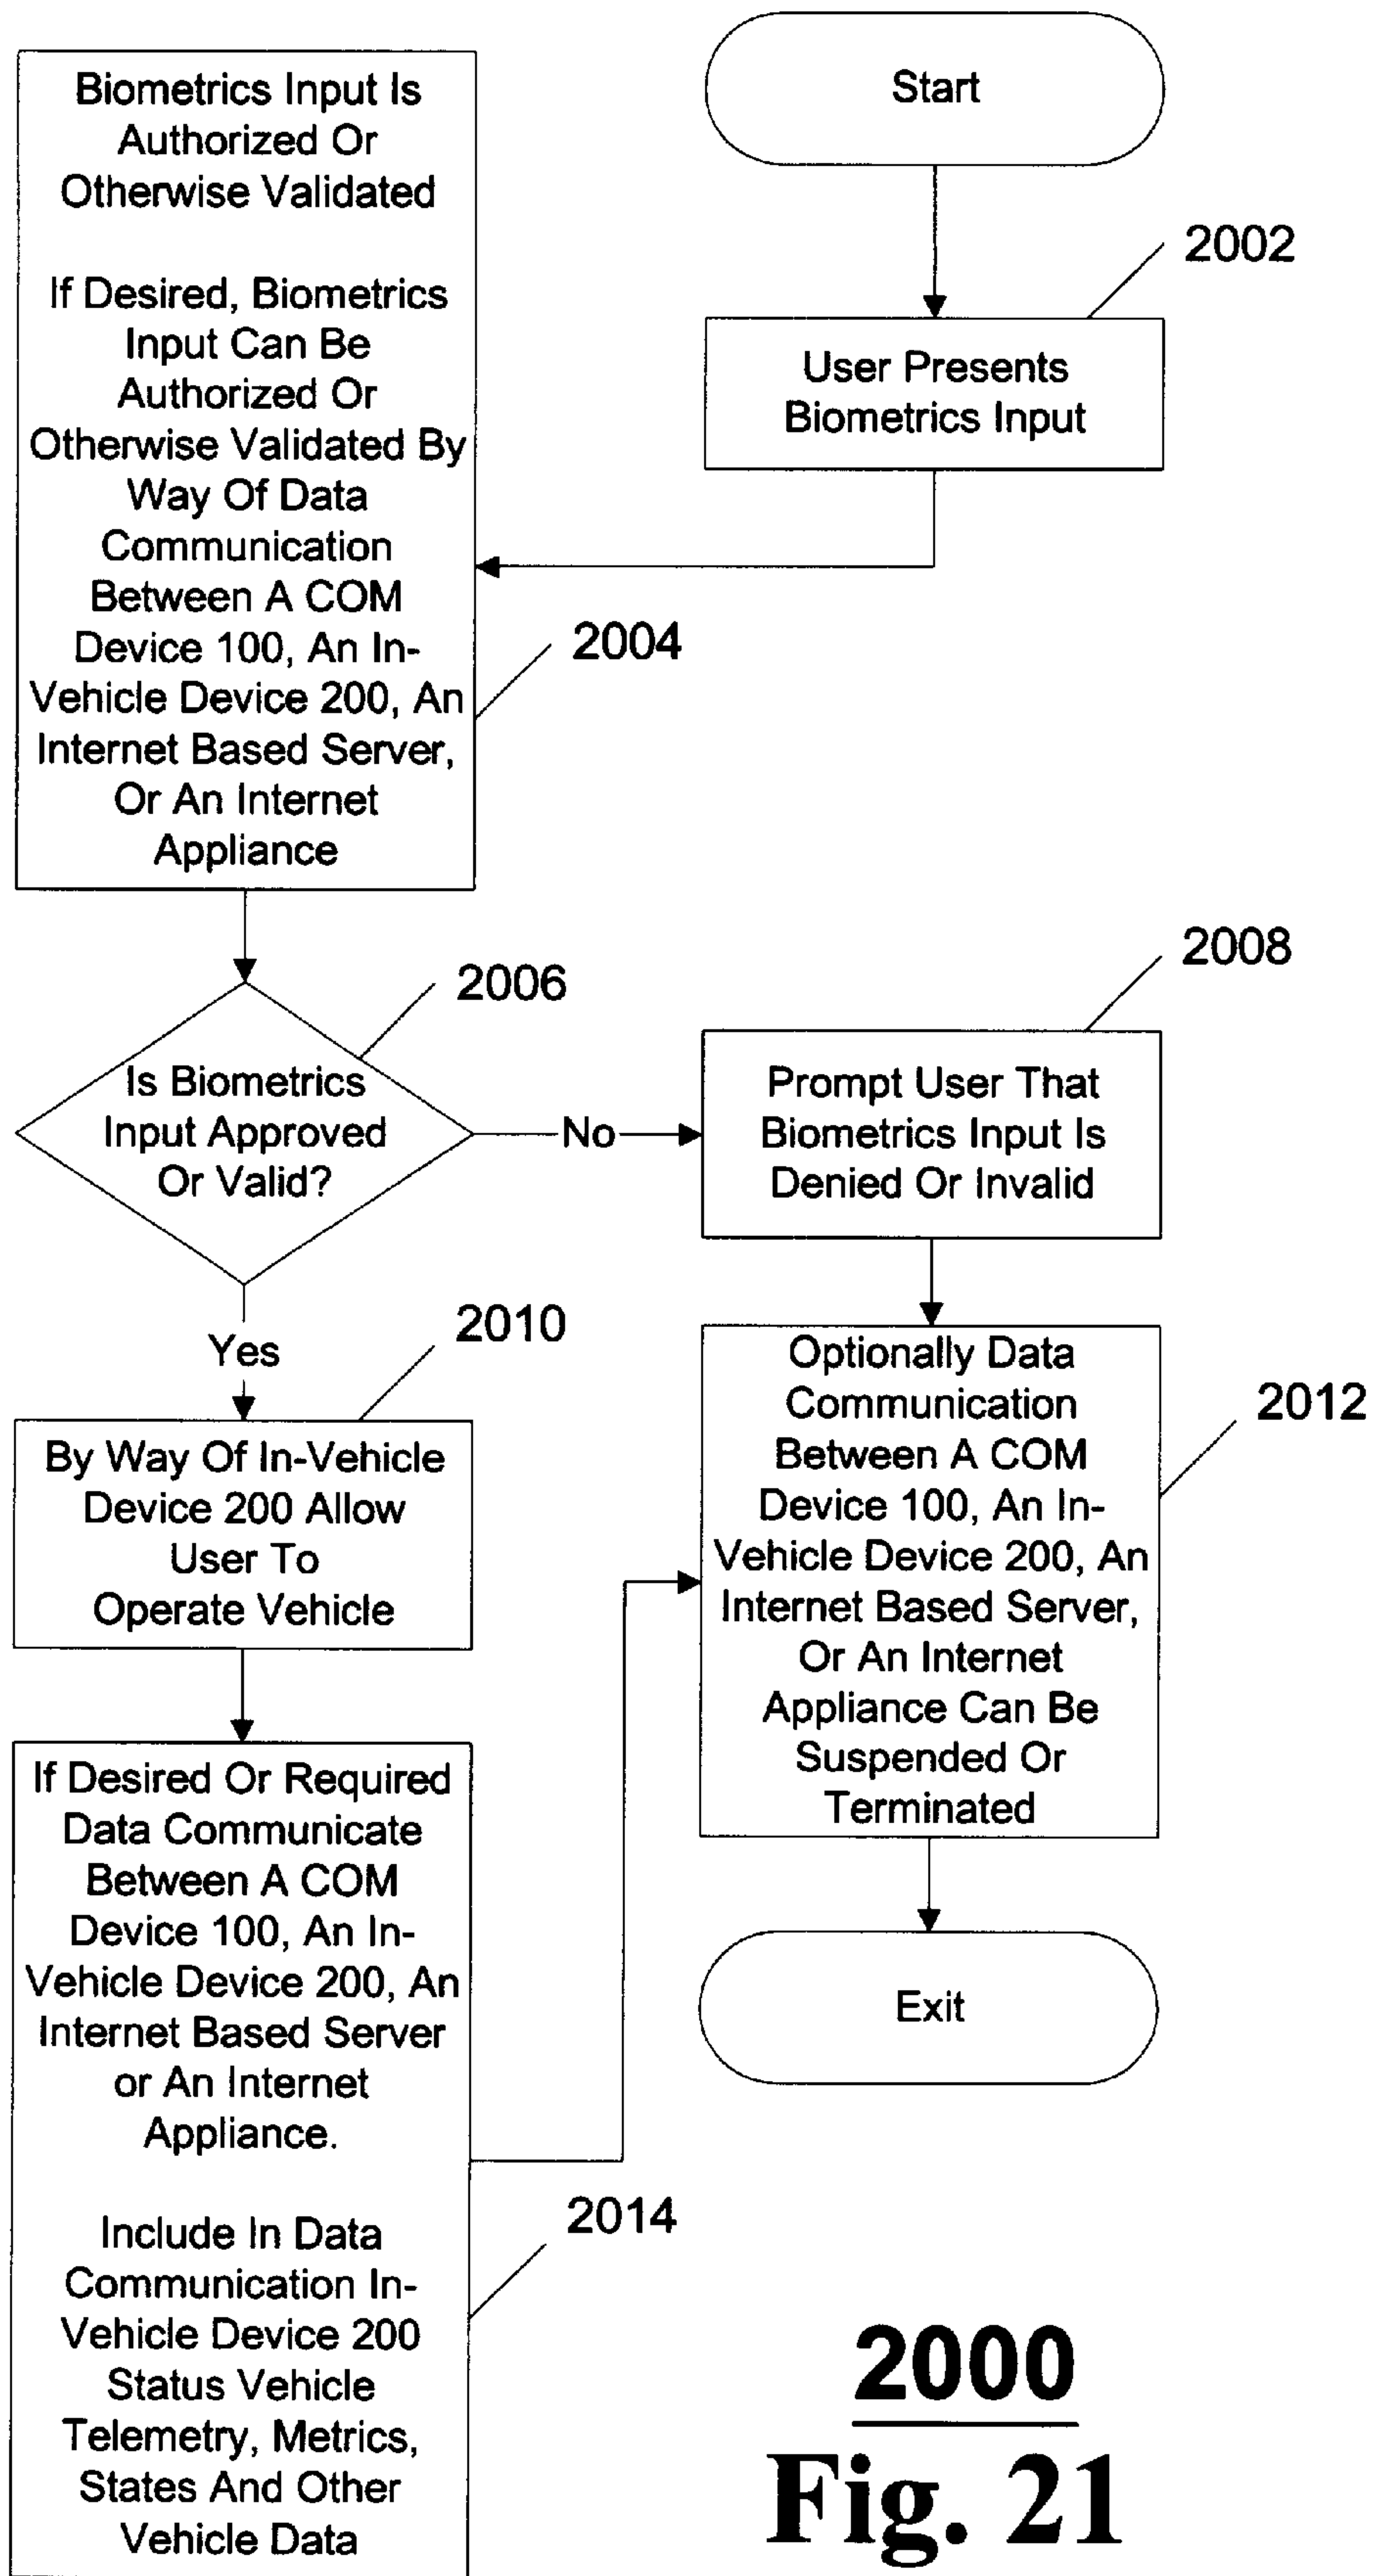 Start
2002
User Presents
Biometrics Input
Biometrics Input Is
Authorized Or
Otherwise Validated
If Desired, Biometrics
Input Can Be
Authorized Or
Otherwise Validated By
Way Of Data
Communication
Between A COM
Device 100, An In-
Vehicle Device 200, An
Internet Based Server,
Or An Internet
Appliance
2004
2006
Is Biometrics
Input Approved
Or Valid?
No
2008
Prompt User That
Biometrics Input Is
Denied Or Invalid
Yes
2010
By Way Of In-Vehicle
Device 200 Allow
User To
Operate Vehicle
2012
Optionally Data
Communication
Between A COM
Device 100, An In-
Vehicle Device 200, An
Internet Based Server,
Or An Internet
Appliance Can Be
Suspended Or
Terminated
If Desired Or Required
Data Communicate
Between A COM
Device 100, An In-
Vehicle Device 200, An
Internet Based Server
or An Internet
Appliance.
Include In Data
Communication In-
Vehicle Device 200
Status Vehicle
Telemetry, Metrics,
States And Other
Vehicle Data
2014
Exit
2000
Fig. 21